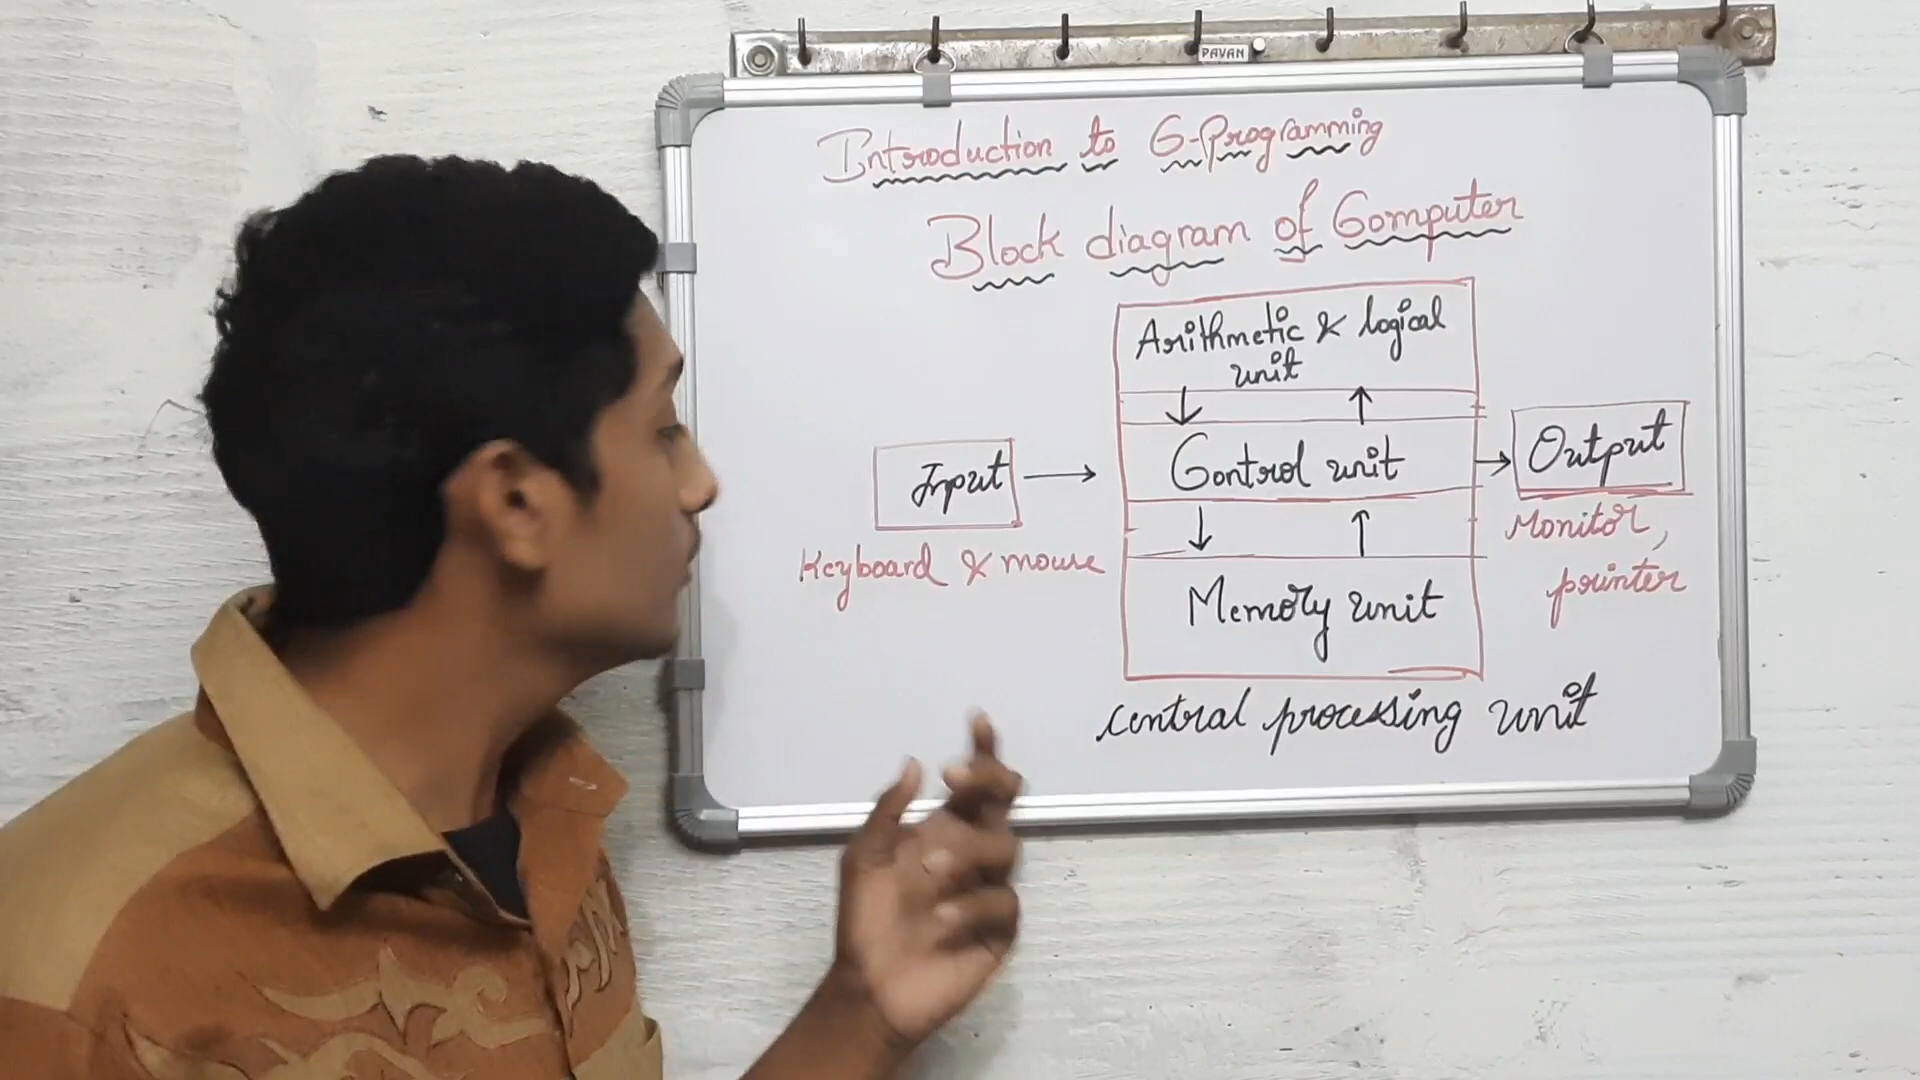 PAVAN
Introduction to C-Programming
Block diagram of Computer
Arithmetic & logical
unit
Input
Control unit
Output
Keyboard & mouse
Monitor,
printer
Memory unit
central processing unit